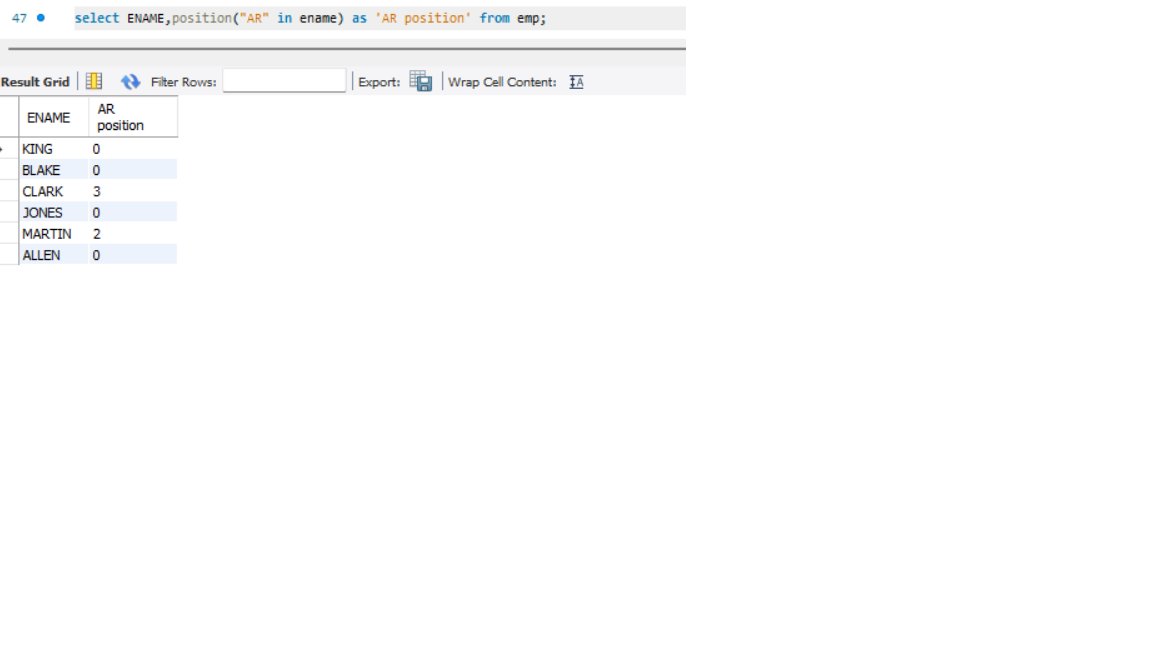 47 select ENAME,position("AR" in ename) as 'AR position' from emp;
Result Grid Filter Rows: Export: Wrap Cell Content: IA
ENAME AR position
KING 0
BLAKE 0
CLARK 3
JONES 0
MARTIN 2
ALLEN 0